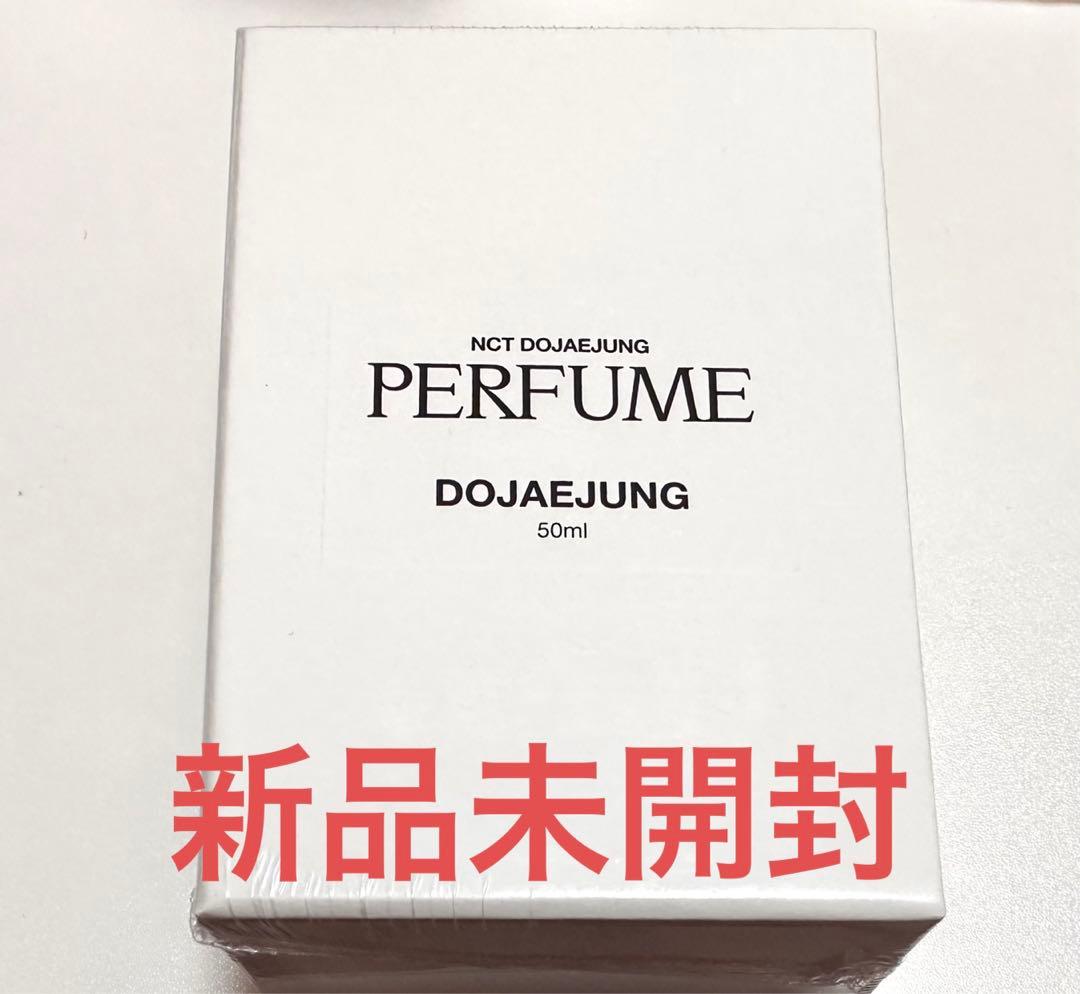 NCT DOJAEJUNG
PERFUME
DOJAEJUNG
50ml
新品未開封